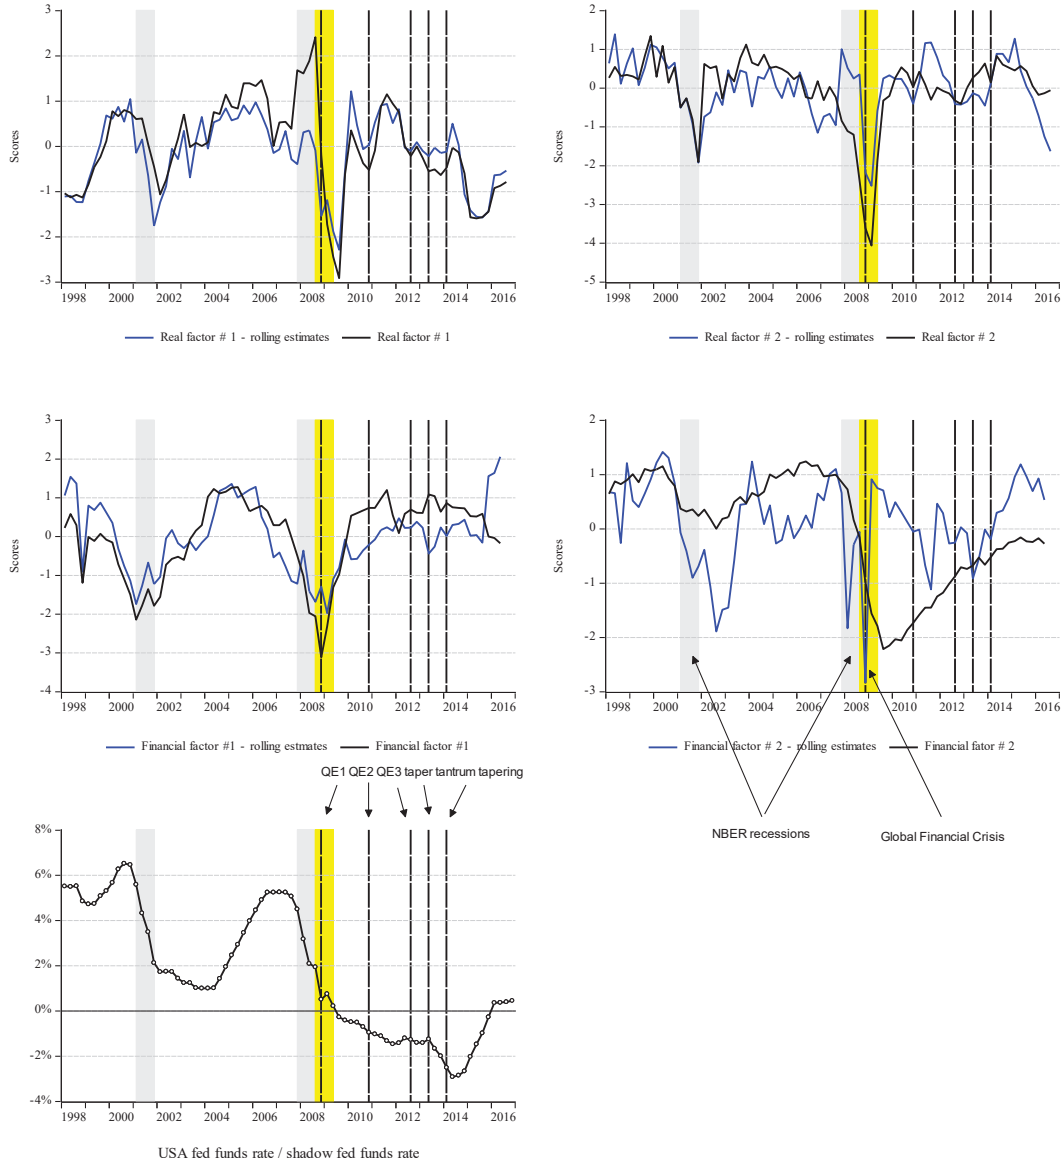 3
2
1
0
-1
-2
-3
Scores
1998 2000 2002 2004 2006 2008 2010 2012 2014 2016
Real factor # 1 - rolling estimates Real factor # 1
2
1
0
-1
-2
-3
-4
-5
Scores
1998 2000 2002 2004 2006 2008 2010 2012 2014 2016
Real factor # 2 - rolling estimates Real factor # 2
3
2
1
0
-1
-2
-3
-4
Scores
1998 2000 2002 2004 2006 2008 2010 2012 2014 2016
Financial factor #1 - rolling estmates Financial factor #1
2
1
0
-1
-2
-3
Scores
1998 2000 2002 2004 2006 2008 2010 2012 2014 2016
Financial factor # 2 - rolling estimates Financial fator # 2
NBER recessions
Global Financial Crisis
QE1 QE2 QE3 taper tantrum tapering
8%
6%
4%
2%
0%
-2%
-4%
1998 2000 2002 2004 2006 2008 2010 2012 2014 2016
USA fed funds rate / shadow fed funds rate